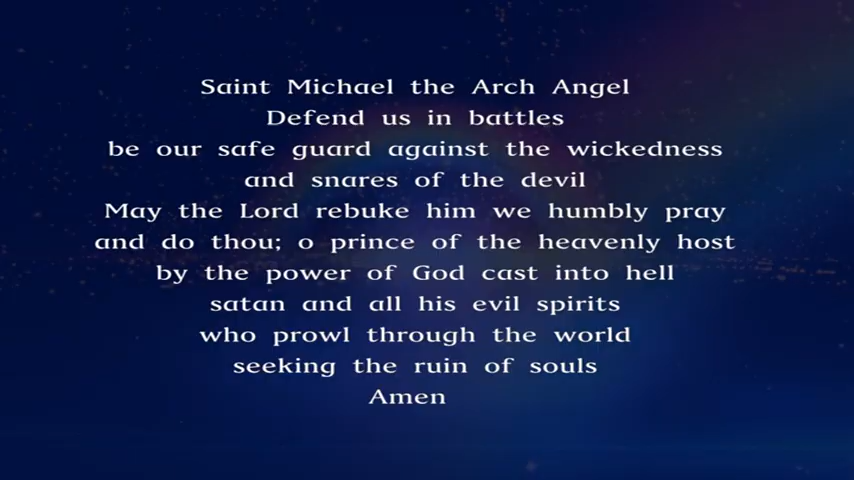 Saint Michael the Arch Angel
Defend us in battles
be our safe guard against the wickedness
and snares of the devil
May the Lord rebuke him we humbly pray
and do thou; o prince of the heavenly host
by the power of God cast into hell
satan and all his evil spirits
who prowl through the world
seeking the ruin of souls
Amen